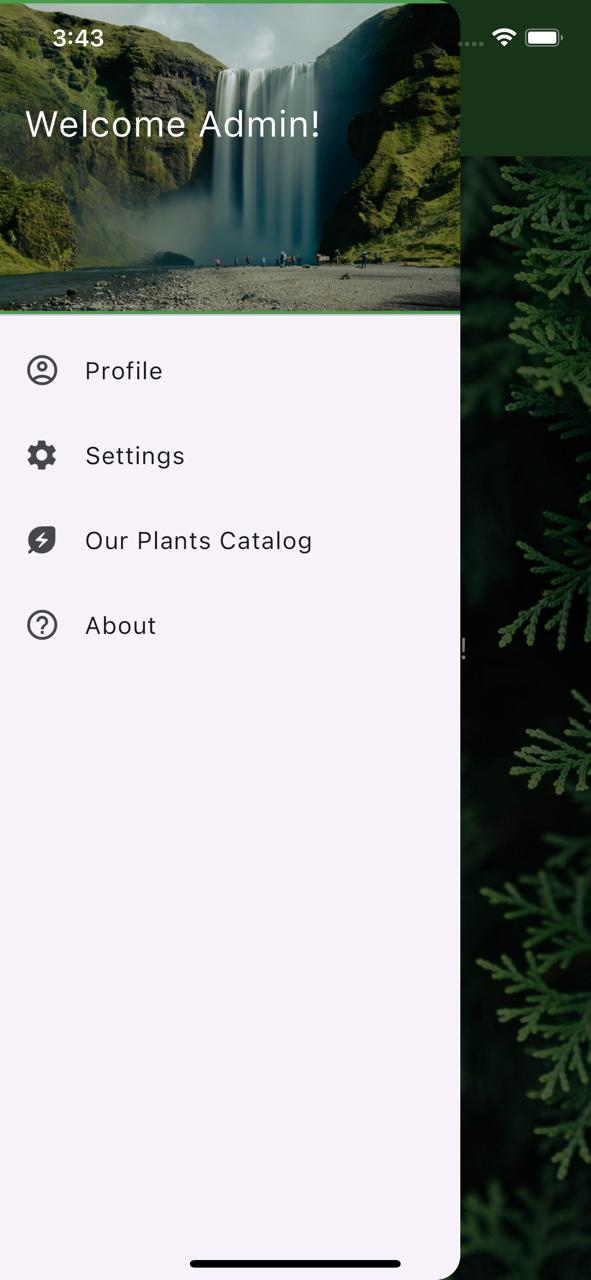 3:43
Welcome Admin!
Profile
Settings
Our Plants Catalog
About
!